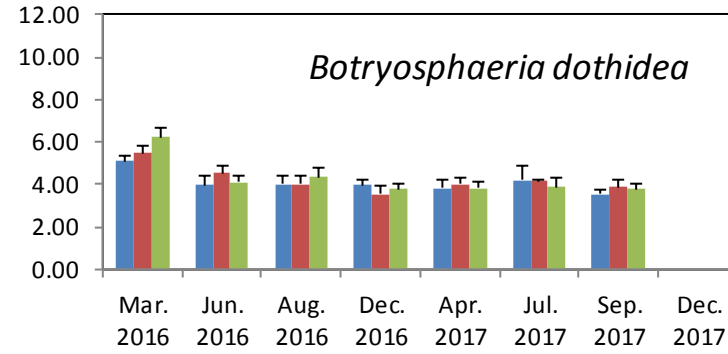 12.00
10.00
8.00
6.00
4.00
2.00
0.00
Botryosphaeria dothidea
Mar. Jun. Aug. Dec. Apr. Jul. Sep. Dec.
2016 2016 2016 2016 2017 2017 2017 2017